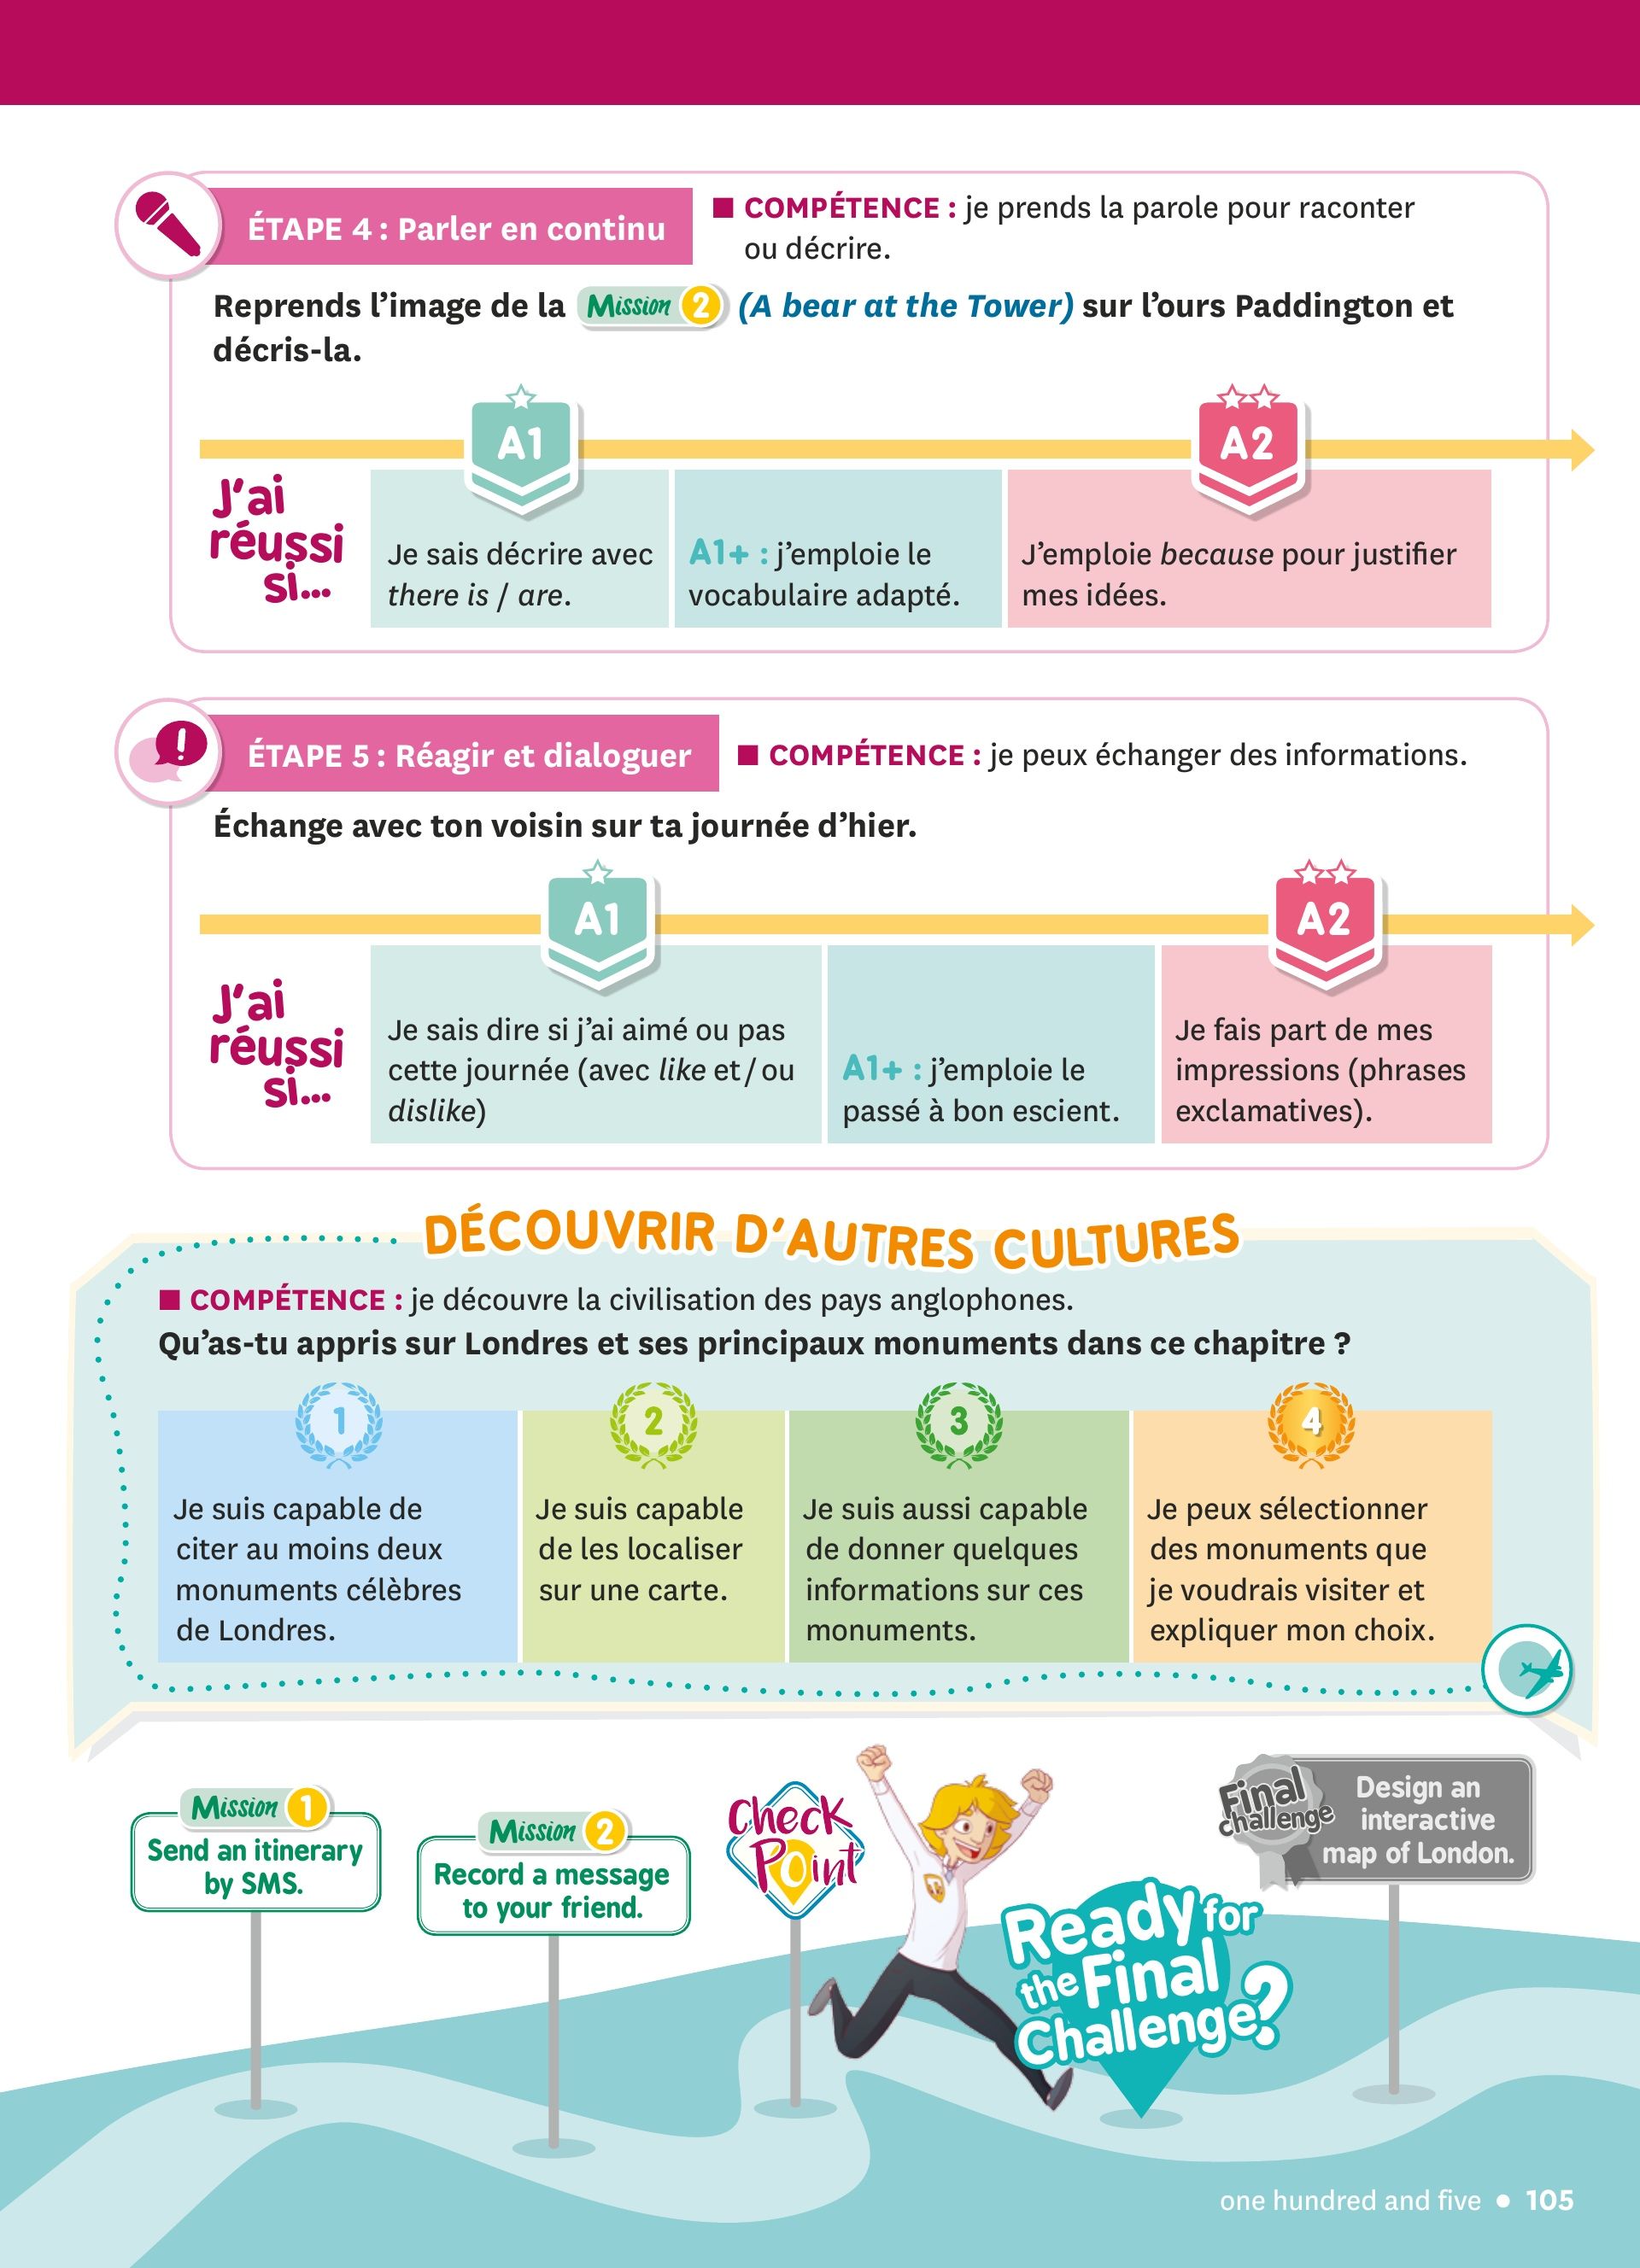 ÉTAPE 4 : Parler en continu
■ COMPÉTENCE : je prends la parole pour raconter
ou décrire.
Reprends l'image de la Mission 2 (A bear at the Tower) sur l'ours Paddington et
décris-la.
A1
A2
J'ai
réussi
si...
Je sais décrire avec
there is / are.
A1+ : j'emploie le
vocabulaire adapté.
J'emploie because pour justifier
mes idées.
!
ÉTAPE 5 : Réagir et dialoguer
■ COMPÉTENCE : je peux échanger des informations.
Échange avec ton voisin sur ta journée d'hier.
A1
A2
J'ai
réussi
si...
Je sais dire si j'ai aimé ou pas
cette journée (avec like et / ou
dislike)
A1+ : j'emploie le
passé à bon escient.
Je fais part de mes
impressions (phrases
exclamatives).
DÉCOUVRIR D'AUTRES CULTURES
■ COMPÉTENCE : je découvre la civilisation des pays anglophones.
Qu'as-tu appris sur Londres et ses principaux monuments dans ce chapitre ?
1
Je suis capable de
citer au moins deux
monuments célèbres
de Londres.
2
Je suis capable
de les localiser
sur une carte.
3
Je suis aussi capable
de donner quelques
informations sur ces
monuments.
4
Je peux sélectionner
des monuments que
je voudrais visiter et
expliquer mon choix.
Mission 1
Send an itinerary
by SMS.
Mission 2
Record a message
to your friend.
Check
Point
Ready for
the Final
Challenge?
Final
challenge
Design an
interactive
map of London.
one hundred and five • 105